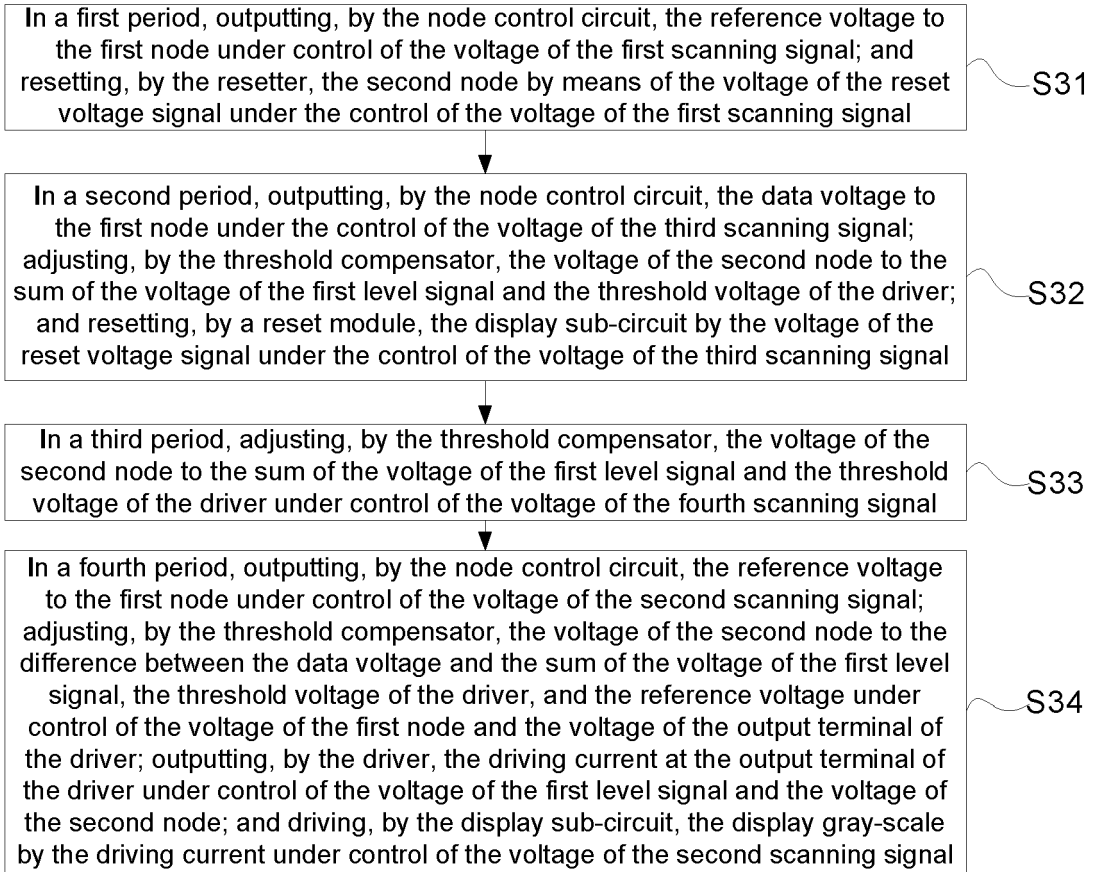 In a first period, outputting, by the node control circuit, the reference voltage to
the first node under control of the voltage of the first scanning signal; and
resetting, by the resetter, the second node by means of the voltage of the reset
voltage signal under the control of the voltage of the first scanning signal
S31
In a second period, outputting, by the node control circuit, the data voltage to
the first node under the control of the voltage of the third scanning signal;
adjusting, by the threshold compensator, the voltage of the second node to the
sum of the voltage of the first level signal and the threshold voltage of the driver;
and resetting, by a reset module, the display sub-circuit by the voltage of the
reset voltage signal under the control of the voltage of the third scanning signal
S32
In a third period, adjusting, by the threshold compensator, the voltage of the
second node to the sum of the voltage of the first level signal and the threshold
voltage of the driver under control of the voltage of the fourth scanning signal
S33
In a fourth period, outputting, by the node control circuit, the reference voltage
to the first node under control of the voltage of the second scanning signal;
adjusting, by the threshold compensator, the voltage of the second node to the
difference between the data voltage and the sum of the voltage of the first level
signal, the threshold voltage of the driver, and the reference voltage under
control of the voltage of the first node and the voltage of the output terminal of
the driver; outputting, by the driver, the driving current at the output terminal of
the driver under control of the voltage of the first level signal and the voltage of
the second node; and driving, by the display sub-circuit, the display gray-scale
by the driving current under control of the voltage of the second scanning signal
S34